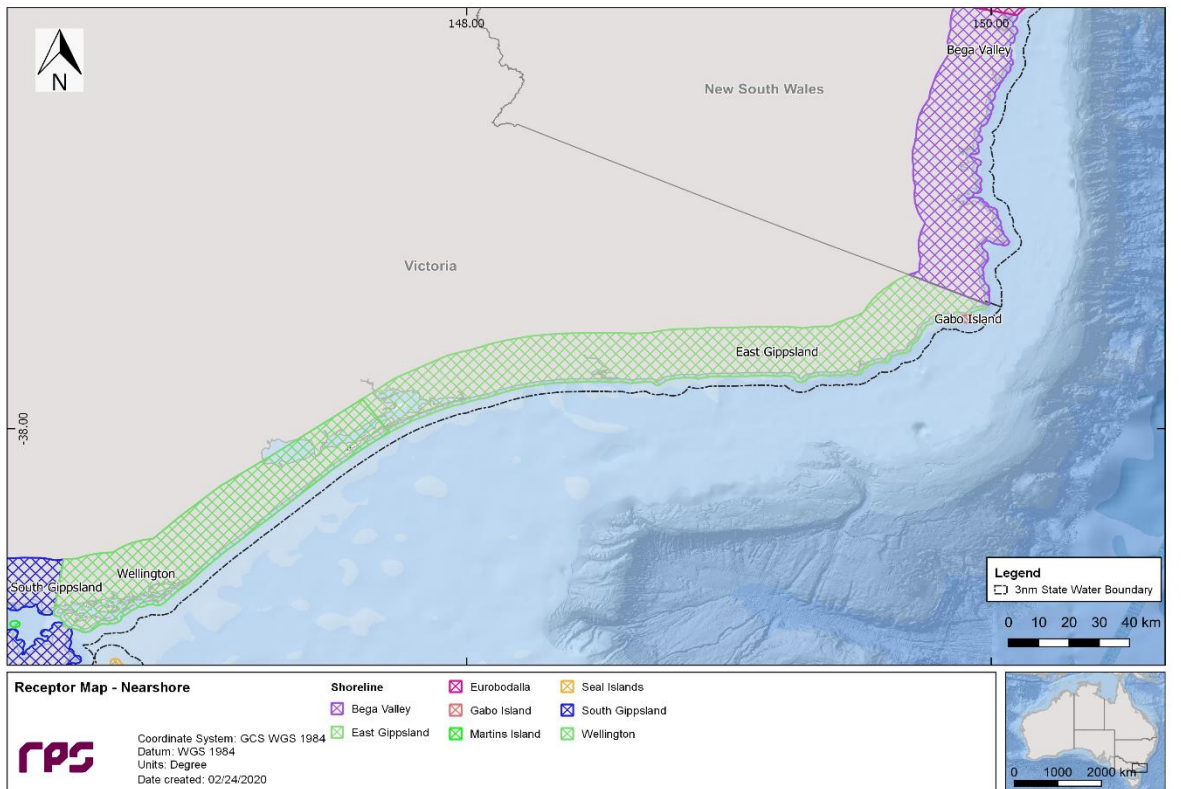 148.00
150.00
Bega Valley
N
New South Wales
Victoria
Gabo Island
East Gippsland
-38.00
Wellington
South Gippsland
Legend
3nm State Water Boundary
0 10 20 30 40 km
Receptor Map - Nearshore
Shoreline
Bega Valley
East Gippsland
Eurobodalla
Gabo Island
Martins Island
Seal Islands
South Gippsland
Wellington
rps
Coordinate System: GCS WGS 1984
Datum: WGS 1984
Units: Degree
Date created: 02/24/2020
0 1000 2000 km